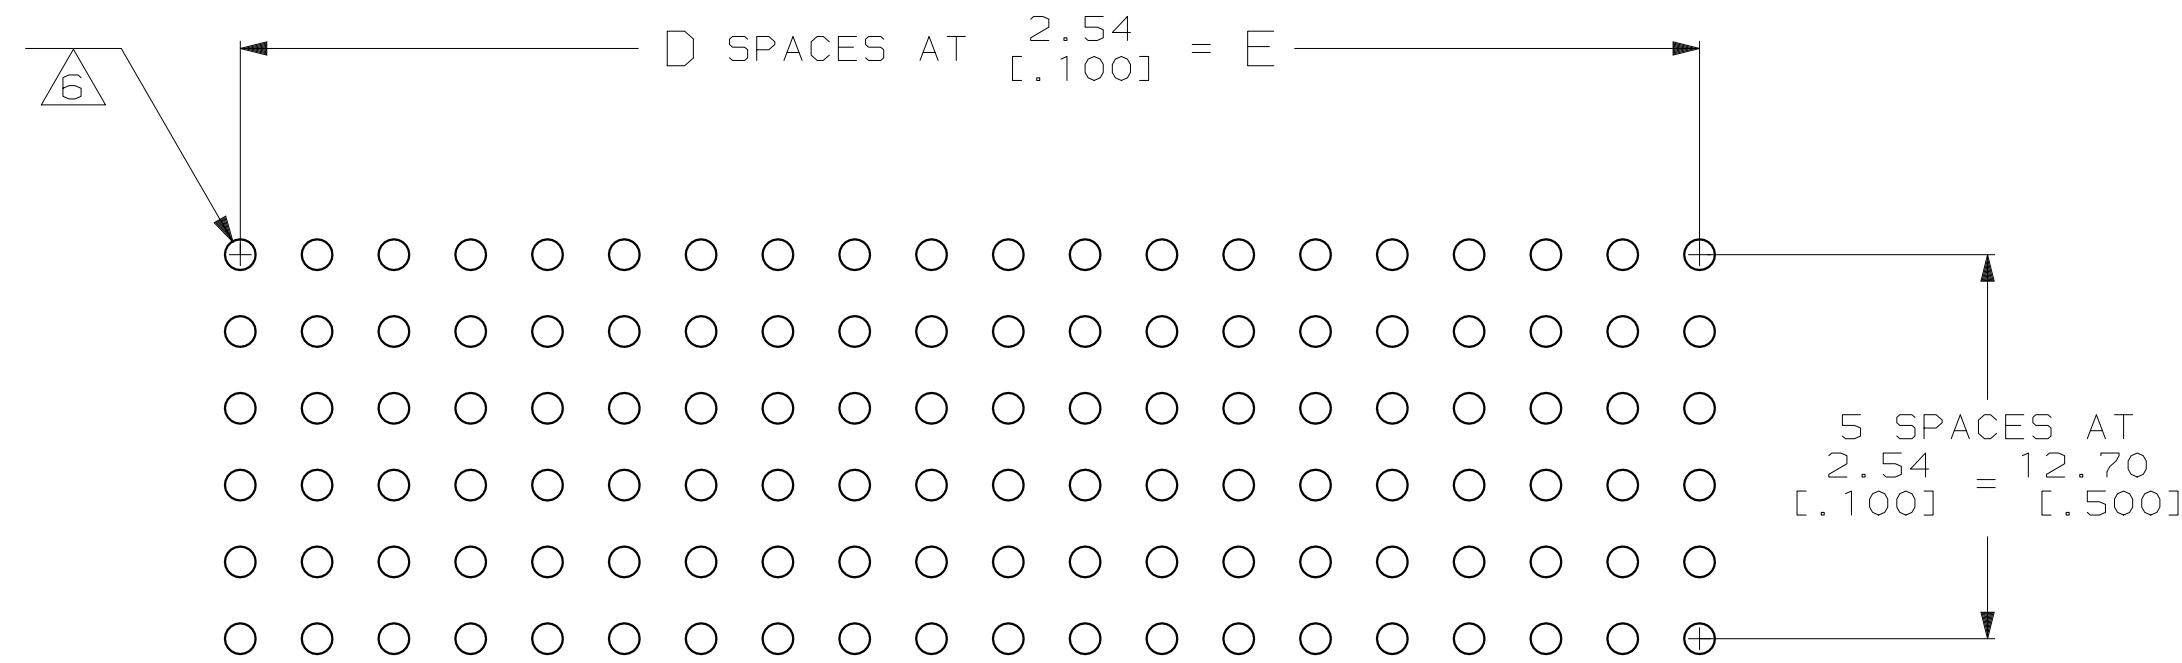 2.54
D SPACES AT = E
[.100]
6
5 SPACES AT
2.54 = 12.70
[.100] [.500]